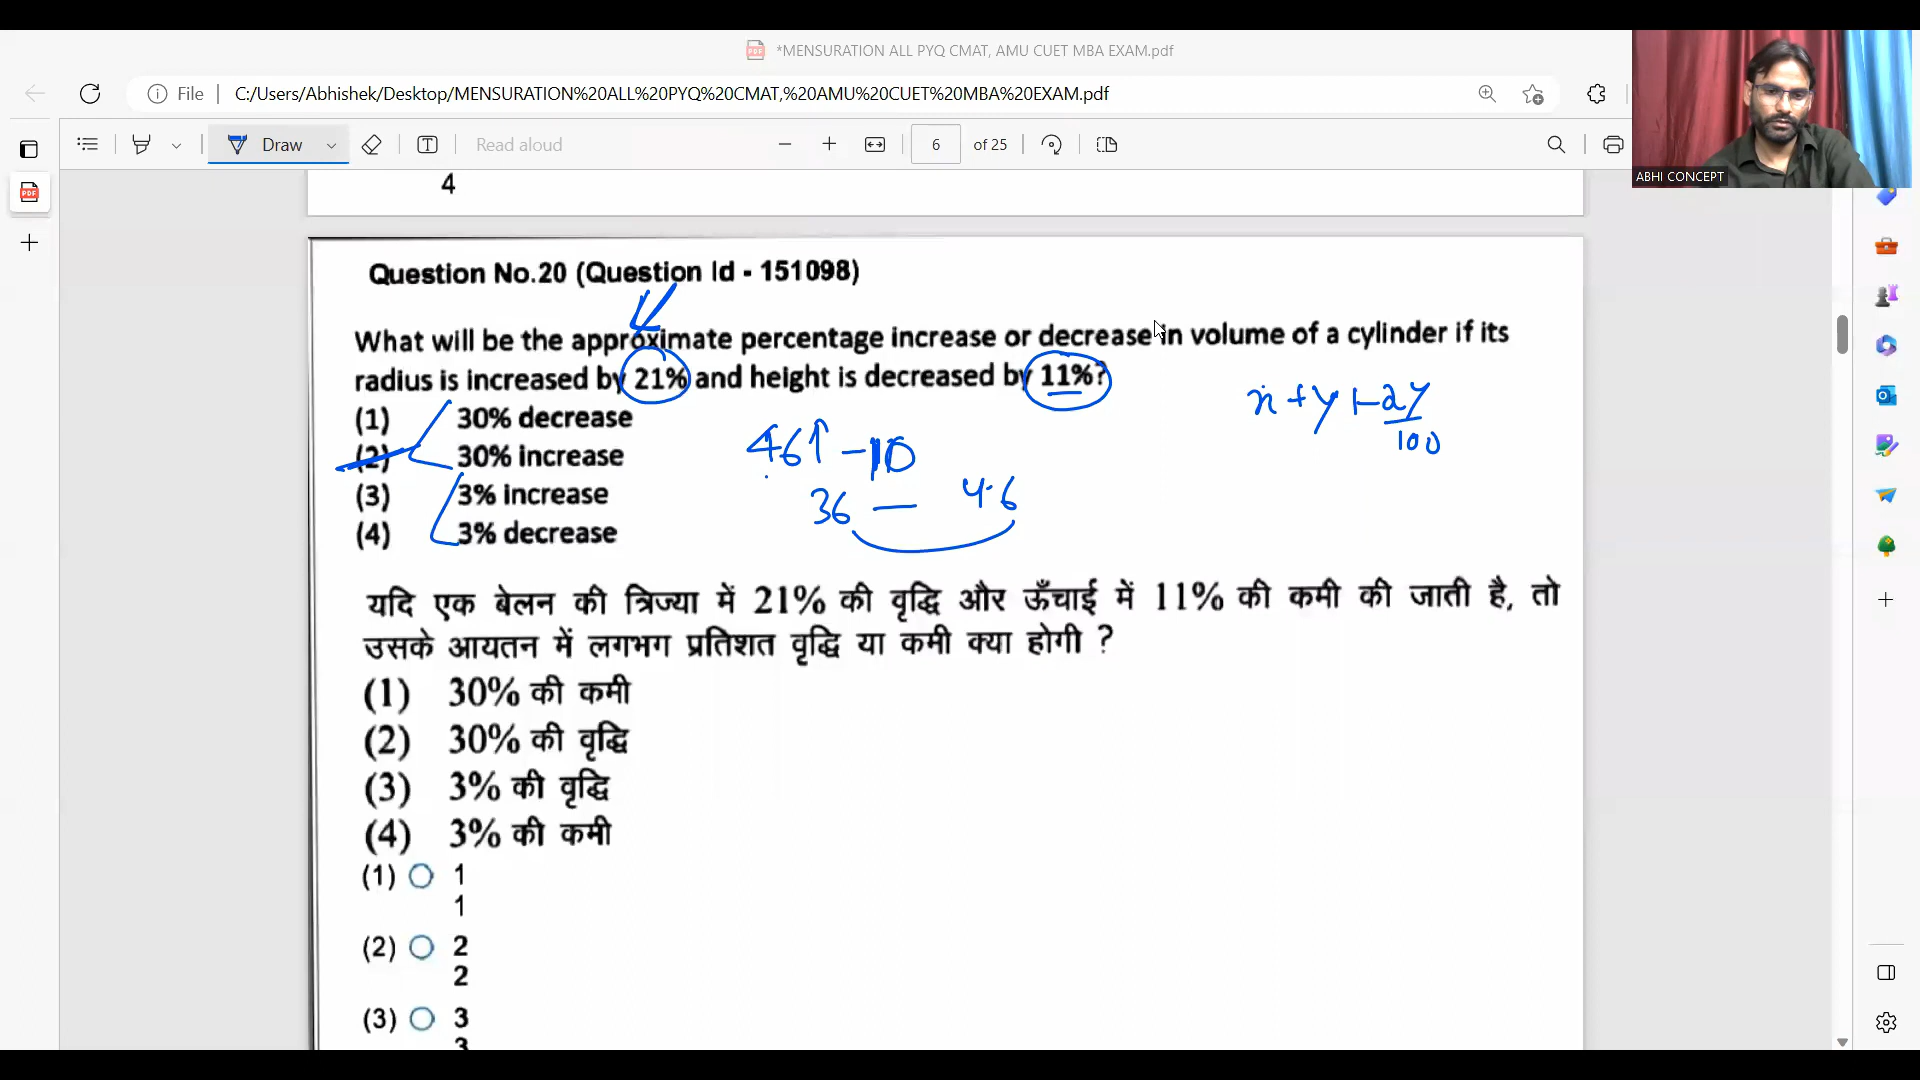 *MENSURATION ALL PYQ CMAT, AMU CUET MBA EXAM.pdf
File C:/Users/Abhishek/Desktop/MENSURATION%20ALL%20PYQ%20CMAT,%20AMU%20CUET%20MBA%20EXAM.pdf
Draw Read aloud 6 of 25
ABHI CONCEPT
4
Question No.20 (Question Id - 151098)
What will be the approximate percentage increase or decrease in volume of a cylinder if its
radius is increased by 21% and height is decreased by 11%?
(1) 30% decrease
(2) 30% increase
(3) 3% increase
(4) 3% decrease
46↑ - 10
36 — 4.6
x + y + xy
100
यदि एक बेलन की त्रिज्या में 21% की वृद्धि और ऊँचाई में 11% की कमी की जाती है, तो
उसके आयतन में लगभग प्रतिशत वृद्धि या कमी क्या होगी ?
(1) 30% की कमी
(2) 30% की वृद्धि
(3) 3% की वृद्धि
(4) 3% की कमी
(1) 1
1
(2) 2
2
(3) 3
3